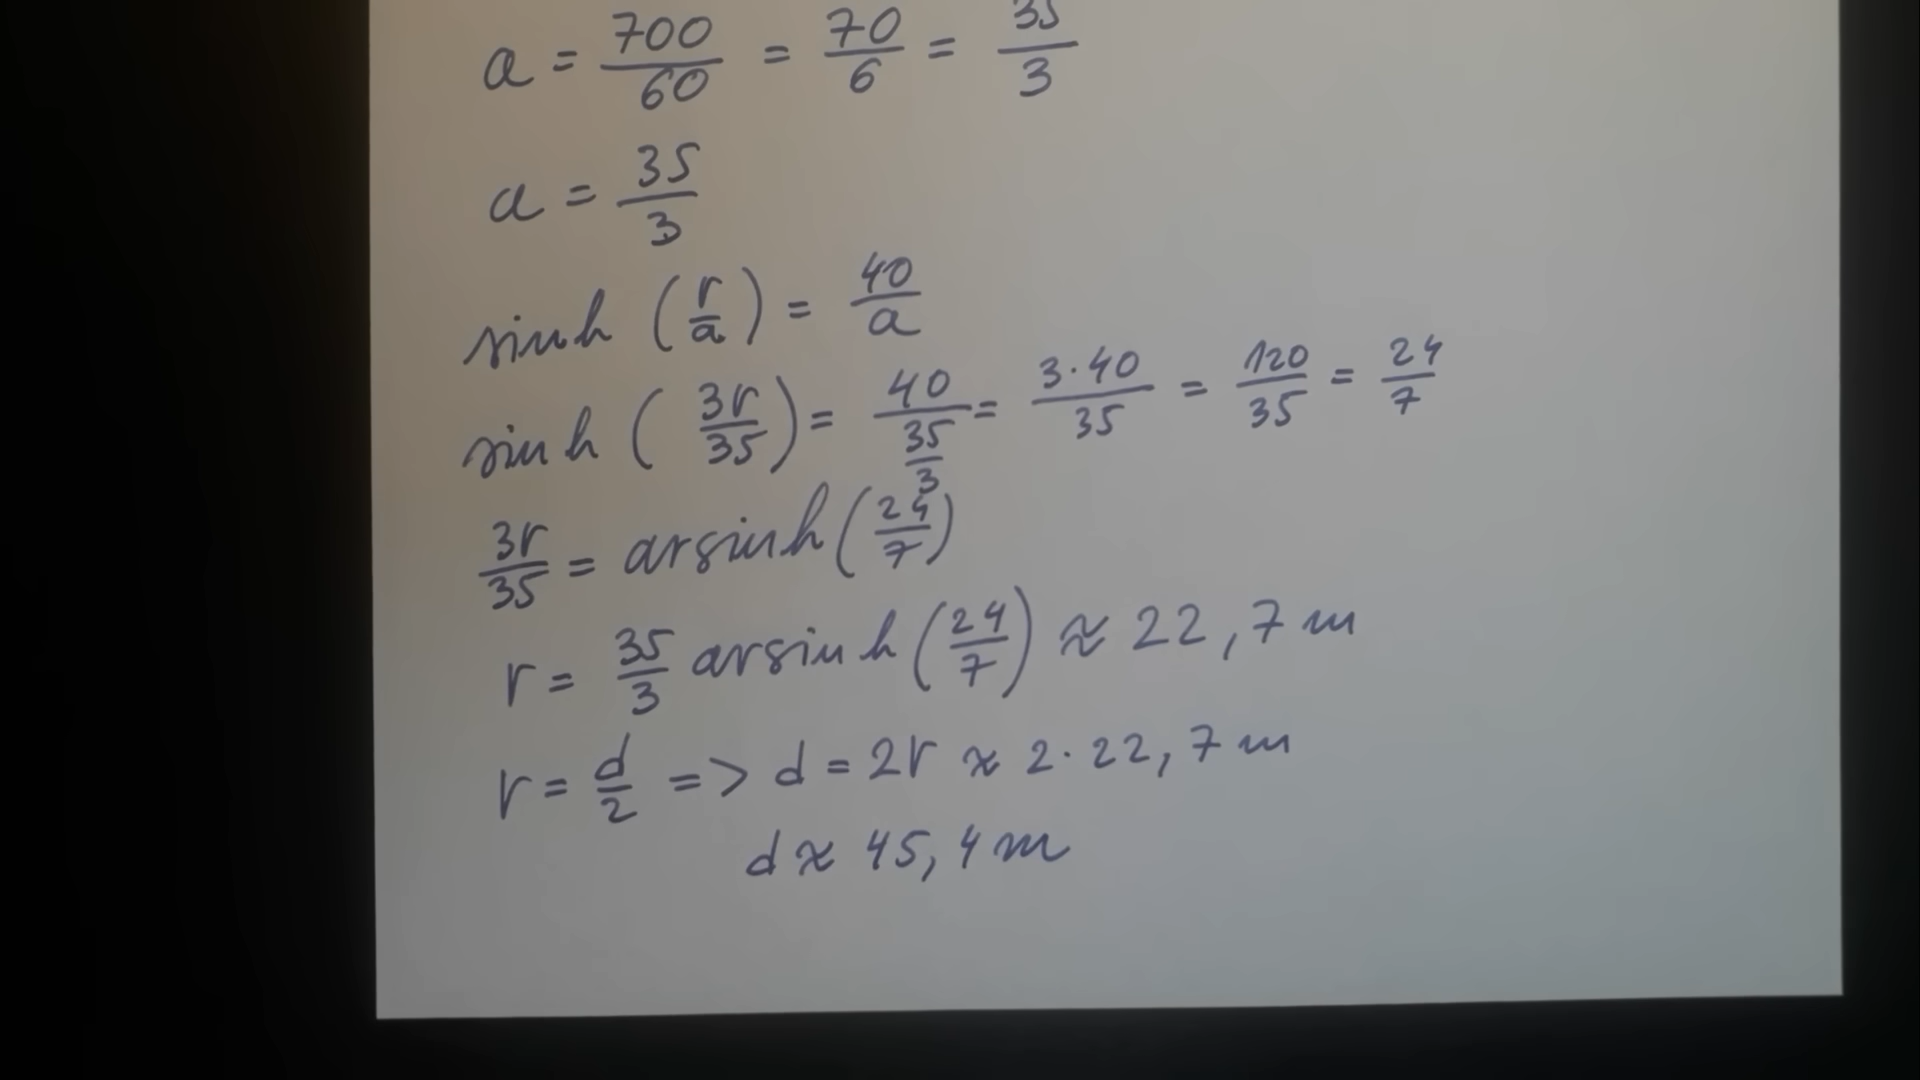 a = 700/60 = 70/6 = 35/3
a = 35/3
sinh (r/a) = 40/a
sinh (3r/35) = 40/(35/3) = 3·40/35 = 120/35 = 24/7
3r/35 = arsinh (24/7)
r = 35/3 arsinh (24/7) ≈ 22,7 m
r = d/2 => d = 2r ≈ 2·22,7 m
d ≈ 45,4 m